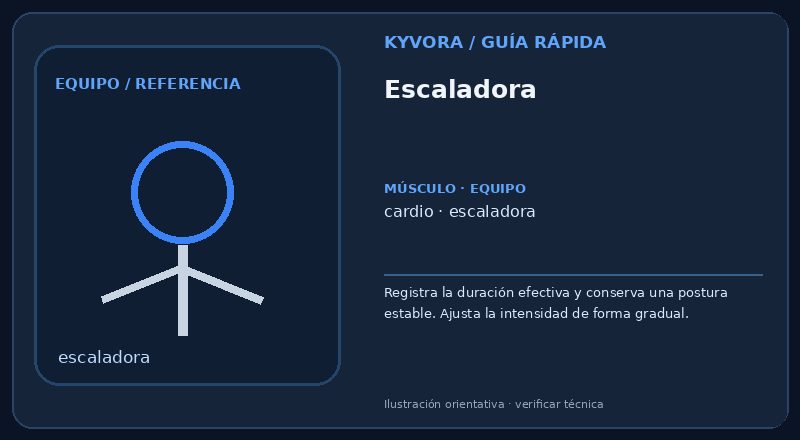 EQUIPO / REFERENCIA
escaladora
KYVORA / GUÍA RÁPIDA
Escaladora
MÚSCULO · EQUIPO
cardio · escaladora
Registra la duración efectiva y conserva una postura
estable. Ajusta la intensidad de forma gradual.
Ilustración orientativa · verificar técnica